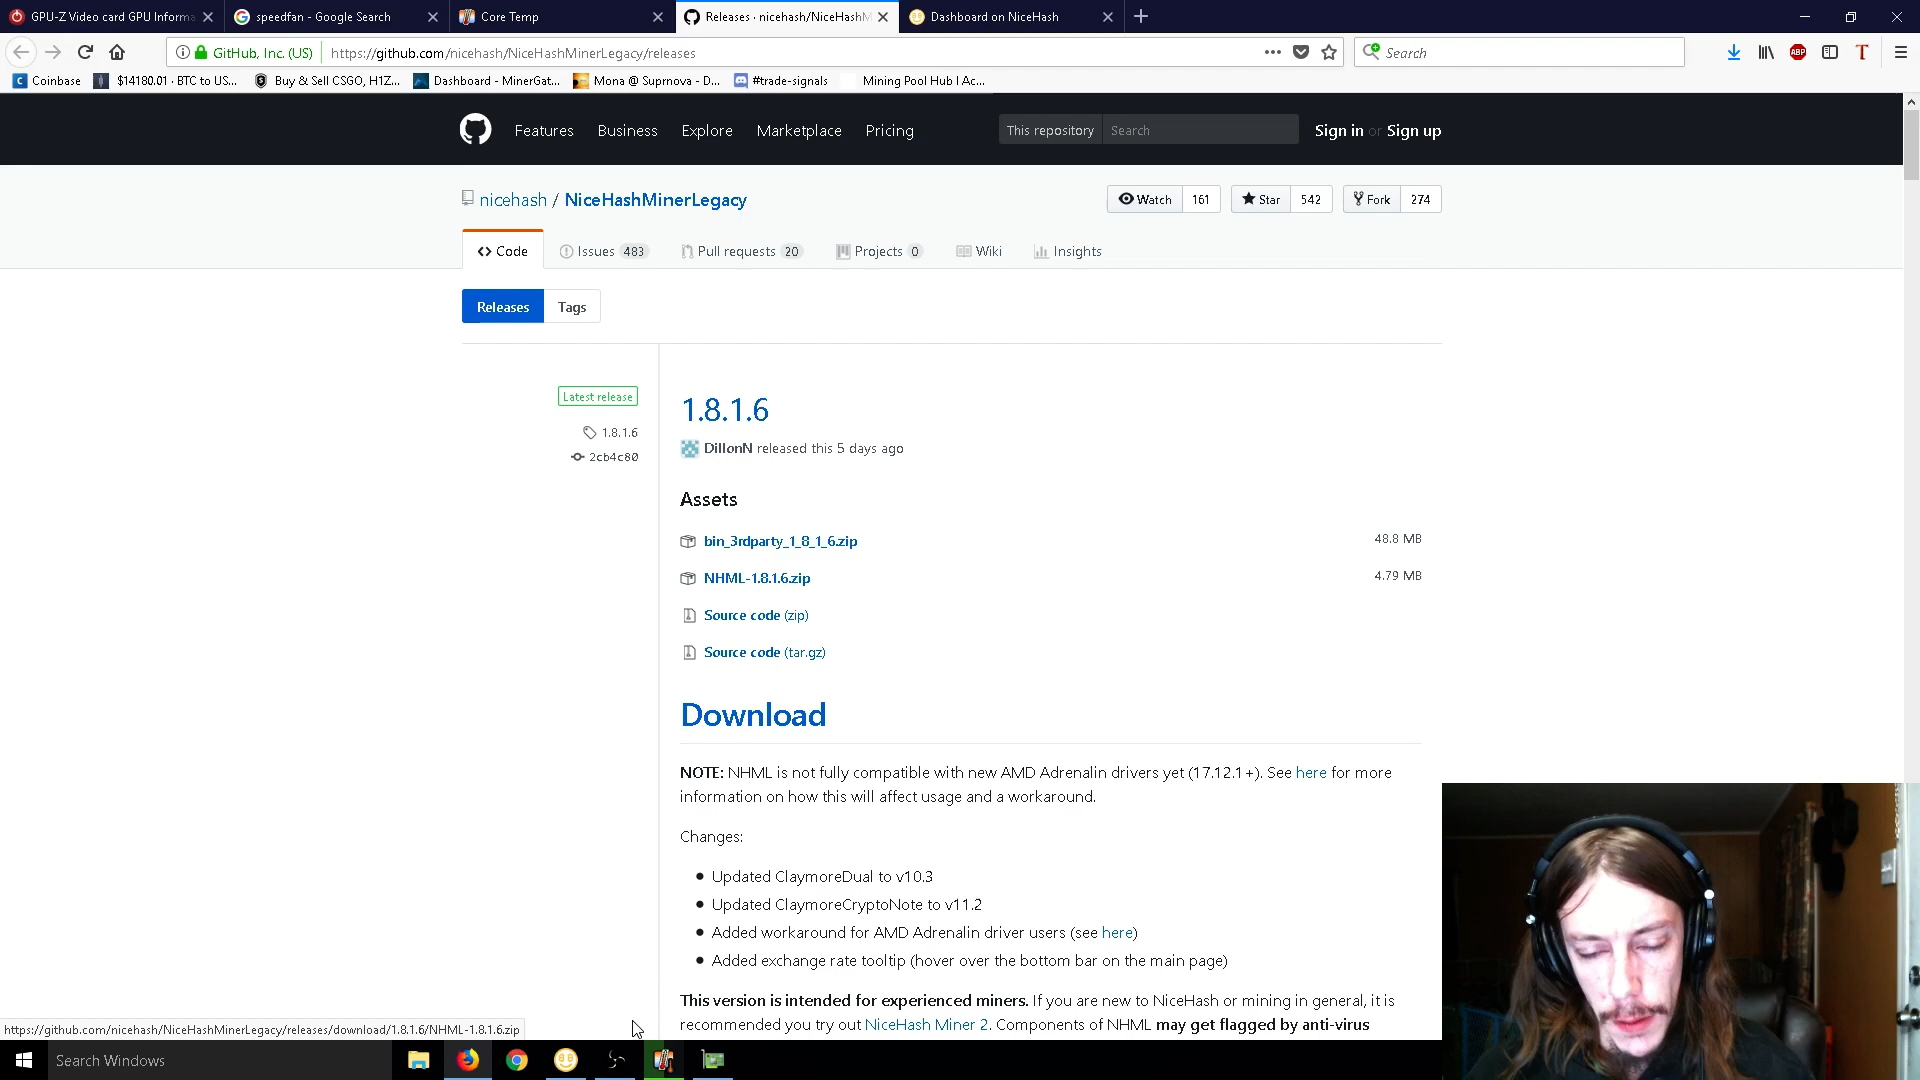 GPU-Z Video card GPU Informa
speedfan - Google Search
Core Temp
Releases · nicehash/NiceHashM
Dashboard on NiceHash
GitHub, Inc. (US)
https://github.com/nicehash/NiceHashMinerLegacy/releases
Search
ABP
T
Coinbase
$14180.01 · BTC to US...
Buy & Sell CSGO, H1Z...
Dashboard - MinerGat...
Mona @ Suprnova - D...
#trade-signals
Mining Pool Hub | Ac...
Features
Business
Explore
Marketplace
Pricing
This repository
Search
Sign in or Sign up
nicehash / NiceHashMinerLegacy
Watch 161
Star 542
Fork 274
Code
Issues 483
Pull requests 20
Projects 0
Wiki
Insights
Releases
Tags
Latest release
1.8.1.6
2cb4c80
1.8.1.6
DillonN released this 5 days ago
Assets
bin_3rdparty_1_8_1_6.zip 48.8 MB
NHML-1.8.1.6.zip 4.79 MB
Source code (zip)
Source code (tar.gz)
Download
NOTE: NHML is not fully compatible with new AMD Adrenalin drivers yet (17.12.1+). See here for more
information on how this will affect usage and a workaround.
Changes:
● Updated ClaymoreDual to v10.3
● Updated ClaymoreCryptoNote to v11.2
● Added workaround for AMD Adrenalin driver users (see here)
● Added exchange rate tooltip (hover over the bottom bar on the main page)
This version is intended for experienced miners. If you are new to NiceHash or mining in general, it is
recommended you try out NiceHash Miner 2. Components of NHML may get flagged by anti-virus
https://github.com/nicehash/NiceHashMinerLegacy/releases/download/1.8.1.6/NHML-1.8.1.6.zip
Search Windows